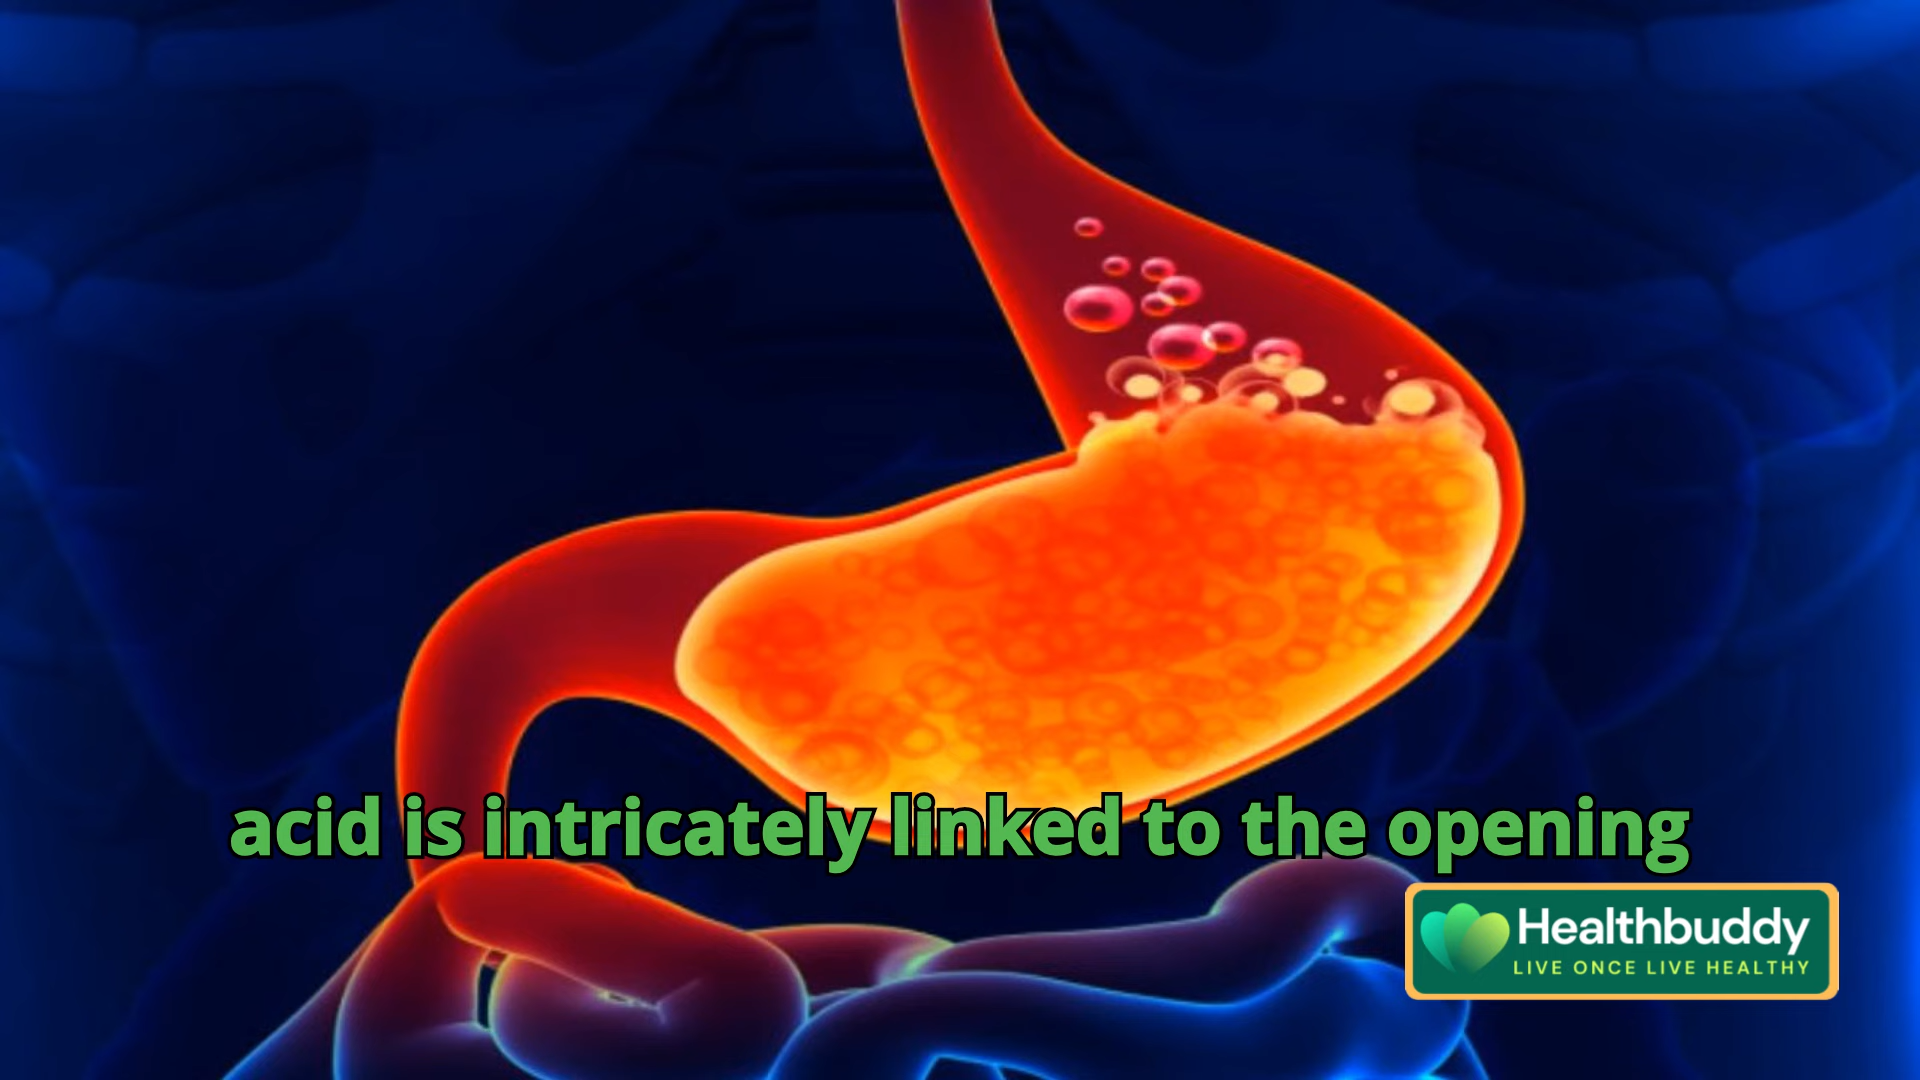 acid is intricately linked to the opening
Healthbuddy
LIVE ONCE LIVE HEALTHY